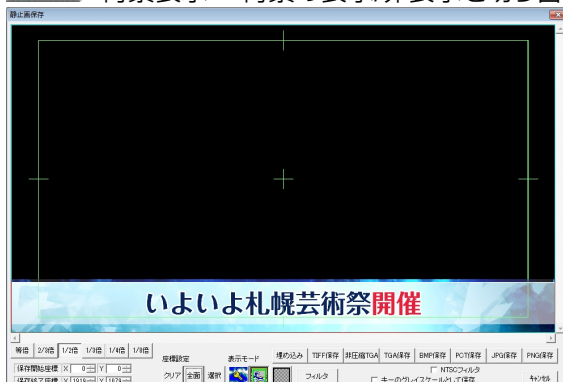 背景表示 背景の表示/非表示を切り替
静止画保存
いよいよ札幌芸術祭開催
等倍 2/3倍 1/2倍 1/3倍 1/4倍 1/8倍
座標設定 表示モード 埋め込み TIFF保存 非圧縮TGA TGA保存 BMP保存 PCT保存 JPG保存 PNG保存
保存開始座標 X 0 Y 0
クリア 全面 選択 フィルタ NTSCフィルタ
保存終了座標 X 1919 Y 1079 キーのグレイスケールとして保存 キャンセル